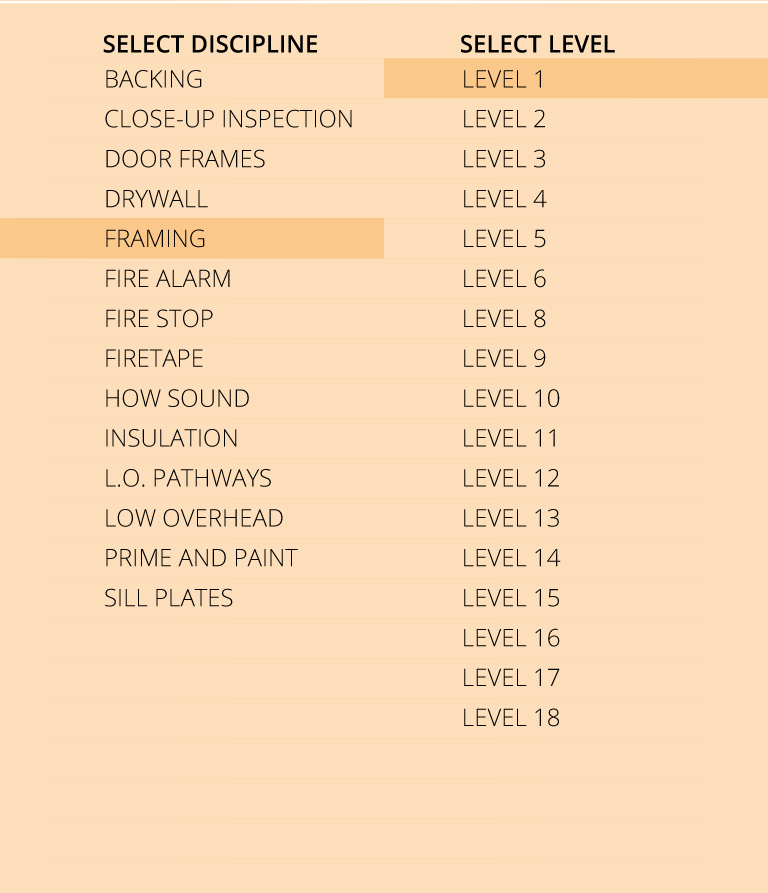 SELECT DISCIPLINE
BACKING
CLOSE-UP INSPECTION
DOOR FRAMES
DRYWALL
FRAMING
FIRE ALARM
FIRE STOP
FIRETAPE
HOW SOUND
INSULATION
L.O. PATHWAYS
LOW OVERHEAD
PRIME AND PAINT
SILL PLATES
SELECT LEVEL
LEVEL 1
LEVEL 2
LEVEL 3
LEVEL 4
LEVEL 5
LEVEL 6
LEVEL 8
LEVEL 9
LEVEL 10
LEVEL 11
LEVEL 12
LEVEL 13
LEVEL 14
LEVEL 15
LEVEL 16
LEVEL 17
LEVEL 18